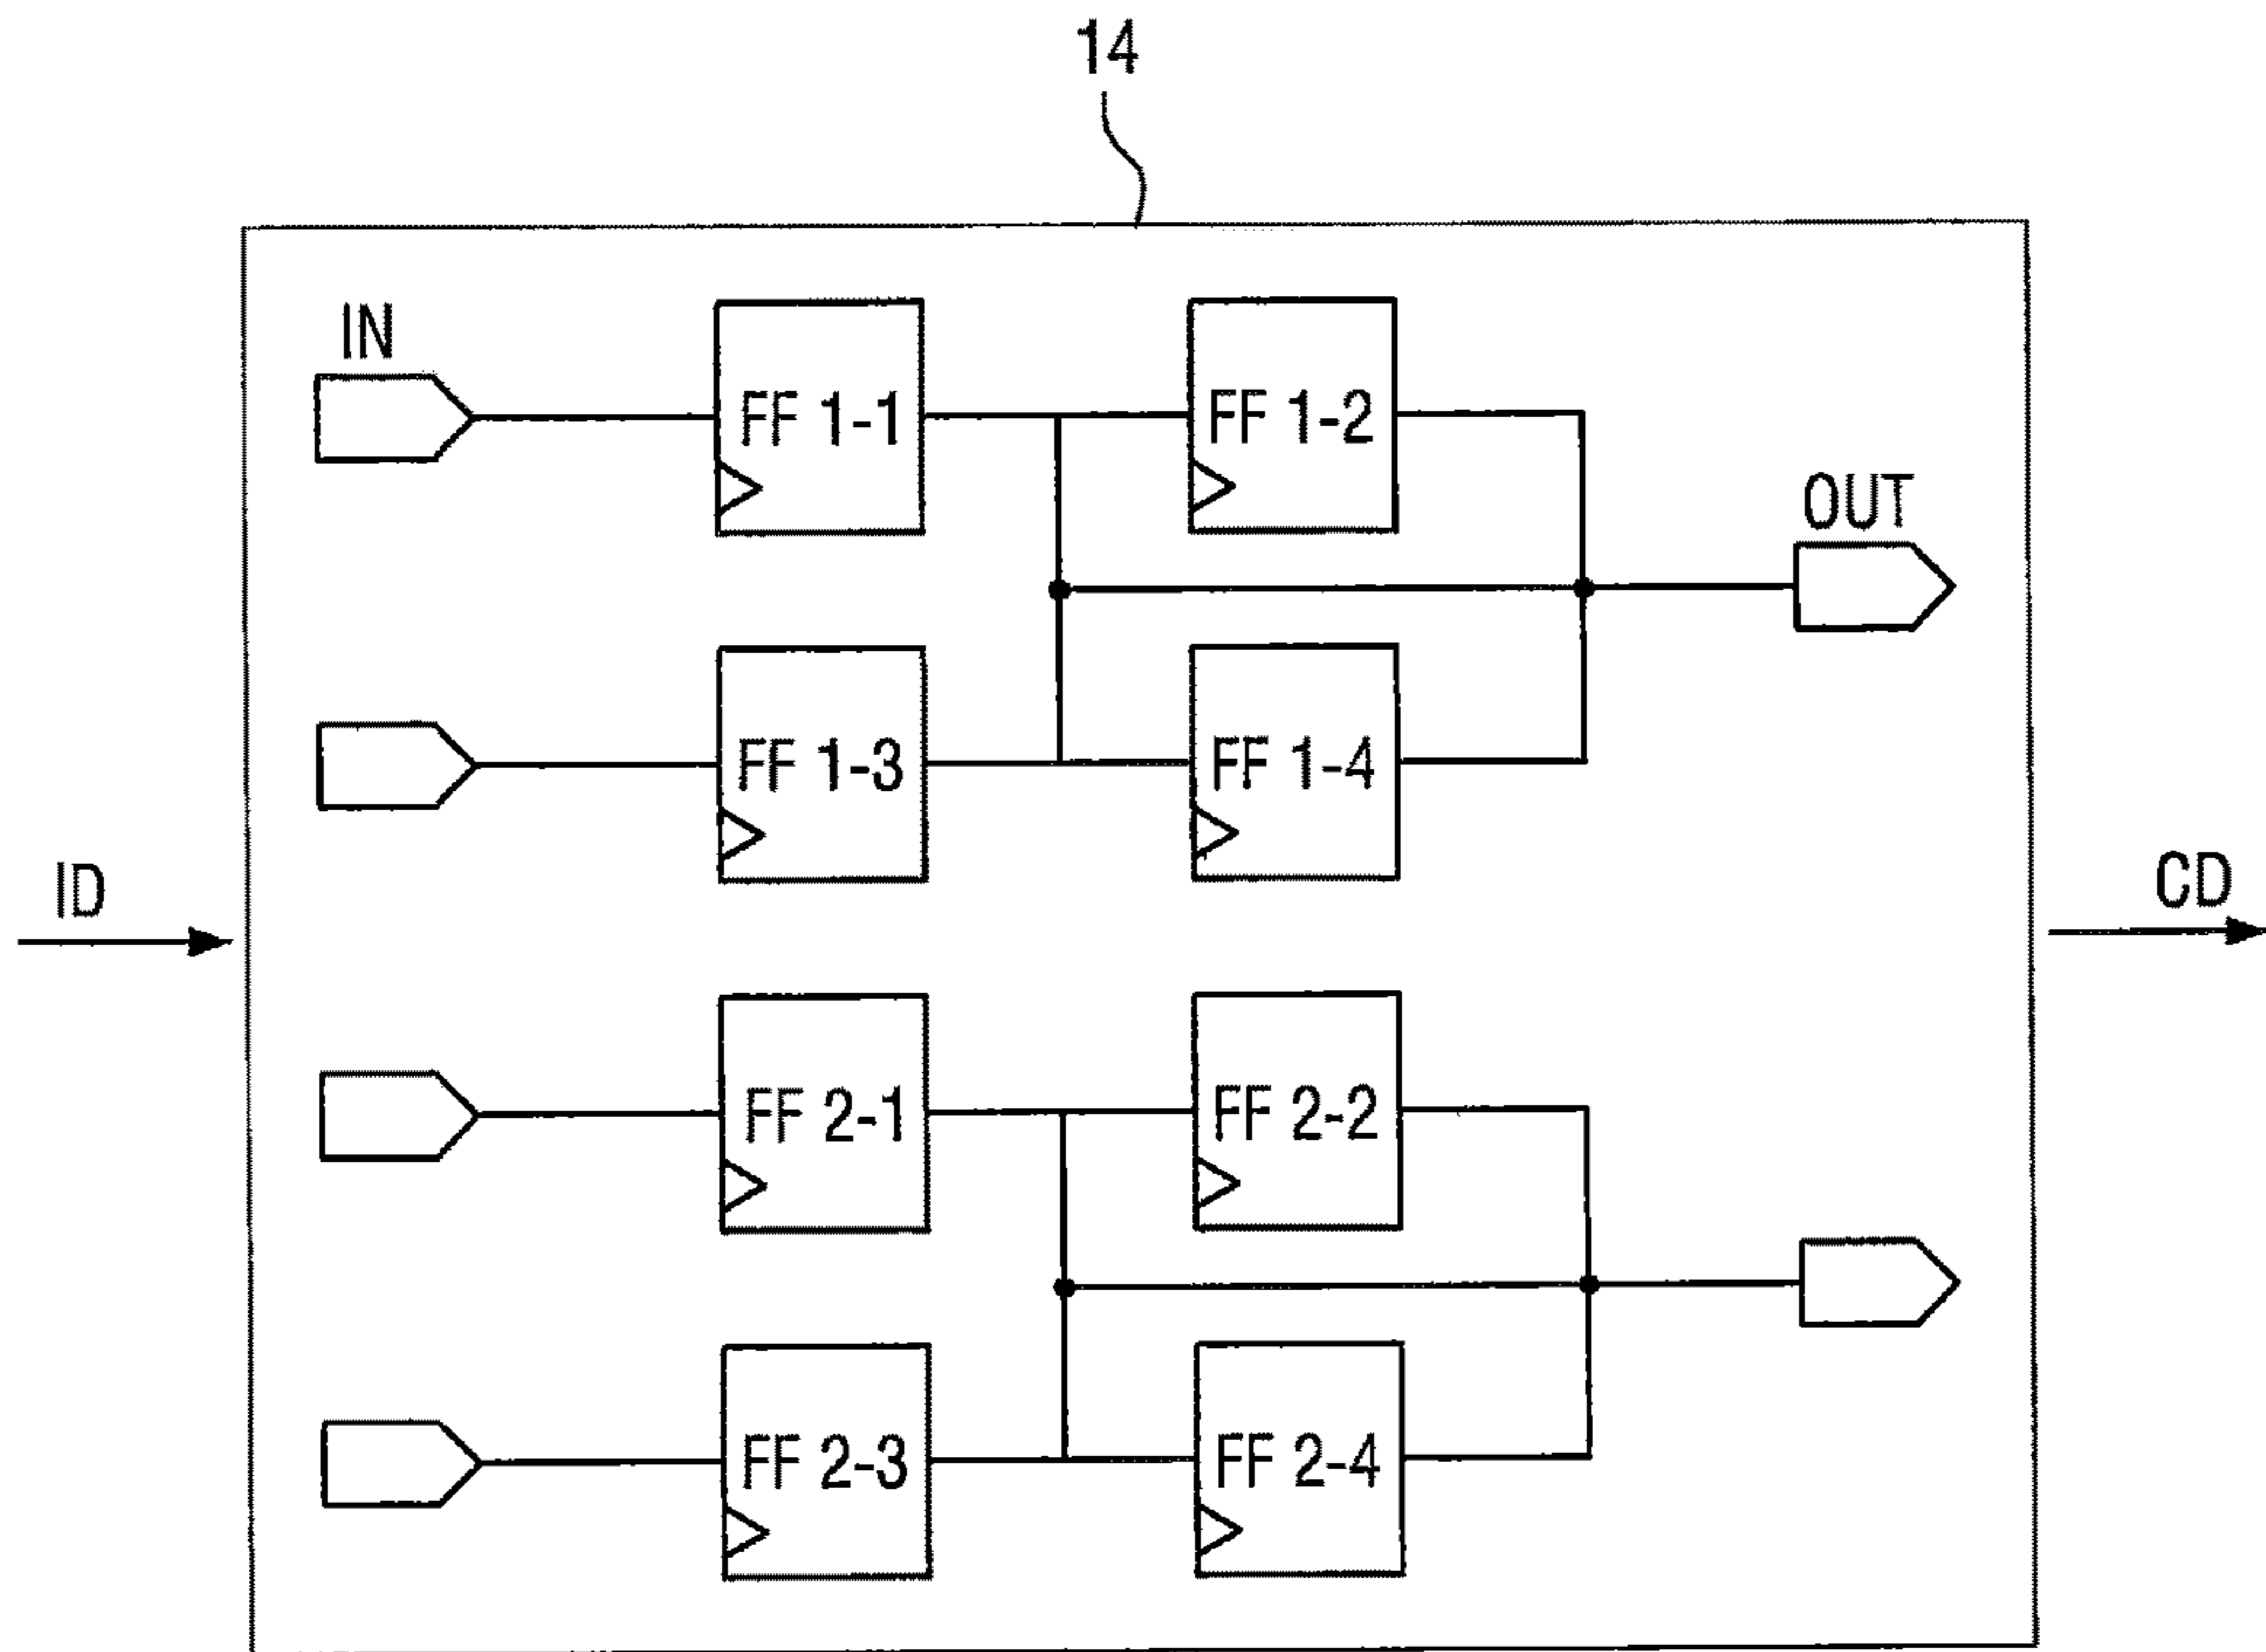 14
IN
FF 1-1
FF 1-2
OUT
FF 1-3
FF 1-4
ID
CD
FF 2-1
FF 2-2
FF 2-3
FF 2-4